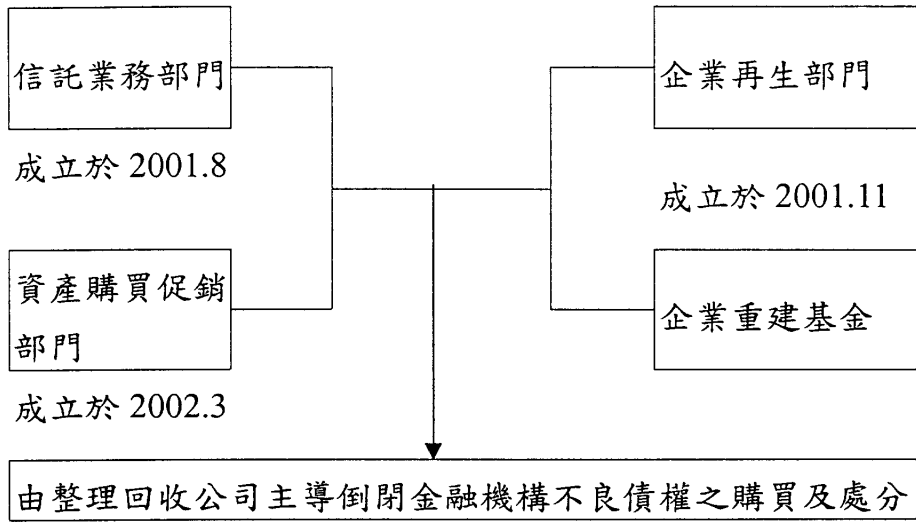 信託業務部門
成立於 2001.8
資產購買促銷
部門
成立於 2002.3
企業再生部門
成立於 2001.11
企業重建基金
由整理回收公司主導倒閉金融機構不良債權之購買及處分